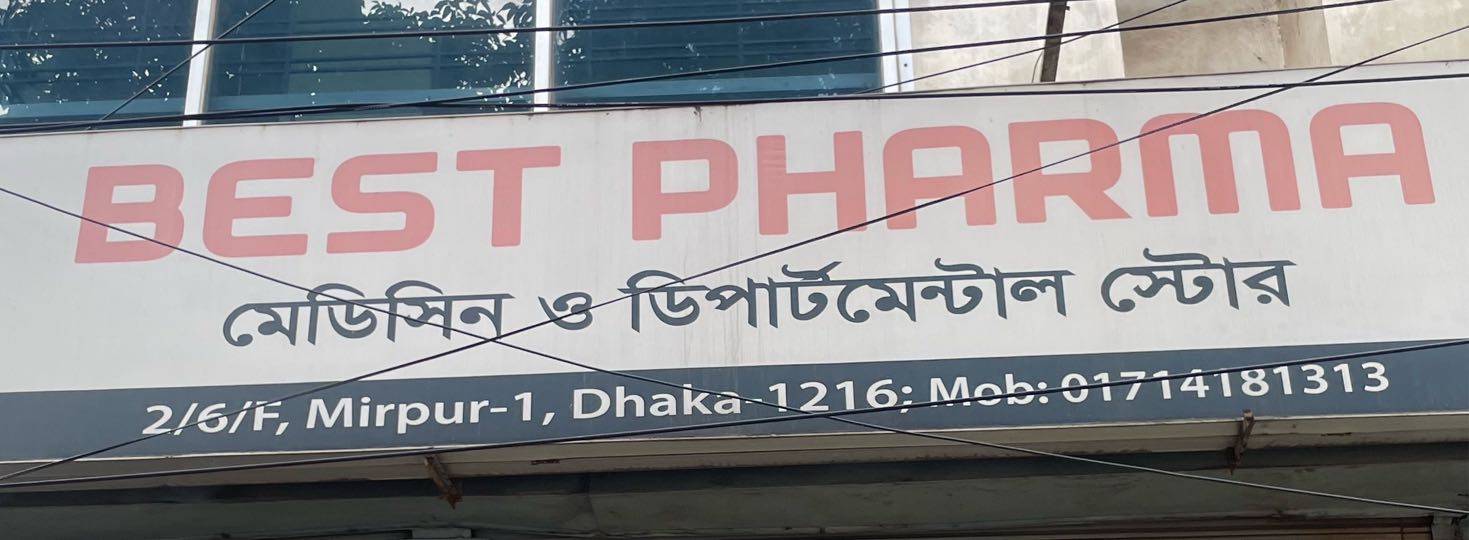 BEST PHARMA
মেডিসিন ও ডিপার্টমেন্টাল স্টোর
2/6/F, Mirpur-1, Dhaka-1216; Mob: 01714181313